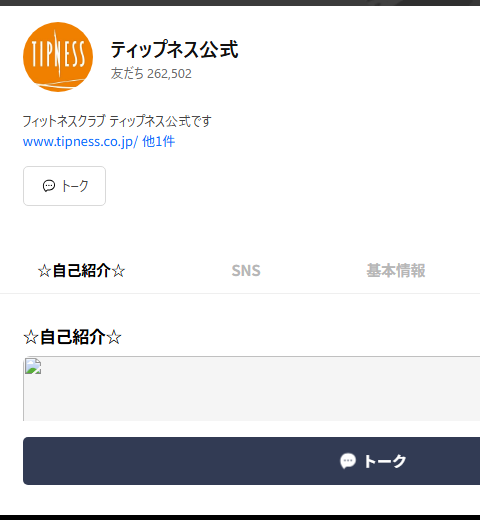 TIPNESS
ティップネス公式
友だち 262,502
フィットネスクラブ ティップネス公式です
www.tipness.co.jp/ 他1件
トーク
☆自己紹介☆
SNS
基本情報
☆自己紹介☆
トーク